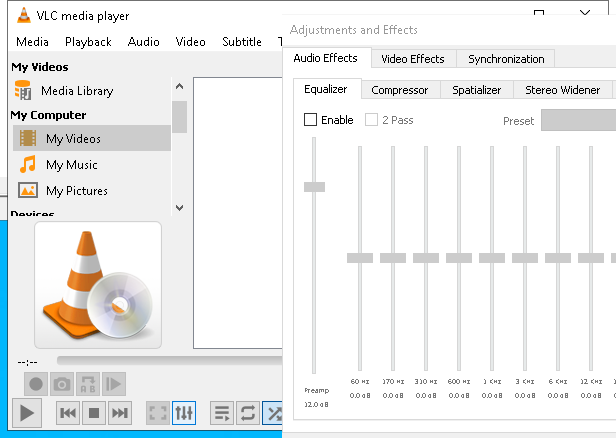 VLC media player
Media Playback Audio Video Subtitle
My Videos
Media Library
My Computer
My Videos
My Music
My Pictures
Devices
--:--
A B
Adjustments and Effects
Audio Effects Video Effects Synchronization
Equalizer Compressor Spatializer Stereo Widener
Enable 2 Pass Preset
60 Hz 170 Hz 310 Hz 600 Hz 1 KHz 3 KHz 6 KHz 12 KHz
Preamp 0.0 dB 0.0 dB 0.0 dB 0.0 dB 0.0 dB 0.0 dB 0.0 dB 0.0 dB
12.0 dB